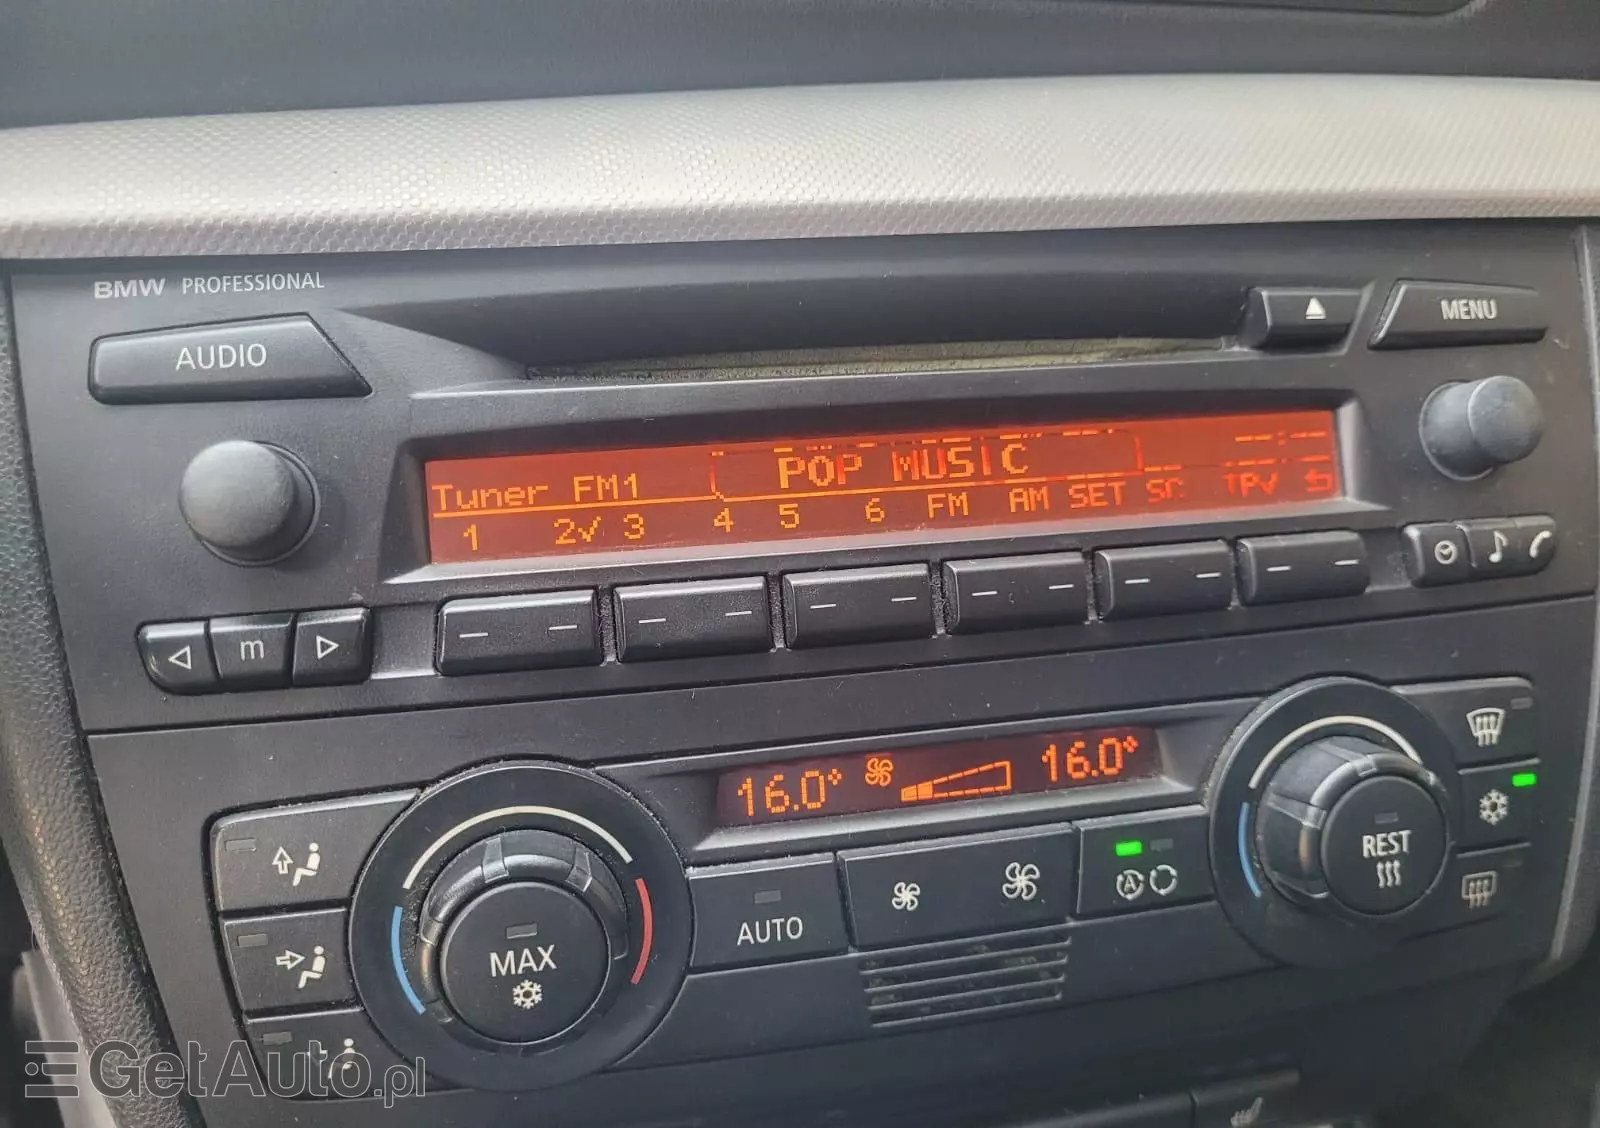 BMW PROFESSIONAL
AUDIO
MENU
Tuner FM1
POP MUSIC
--:--
1 2✓ 3 4 5 6 FM AM SET TP✓
m
16.0°
16.0°
AUTO
A
MAX
REST
GetAuto.pl